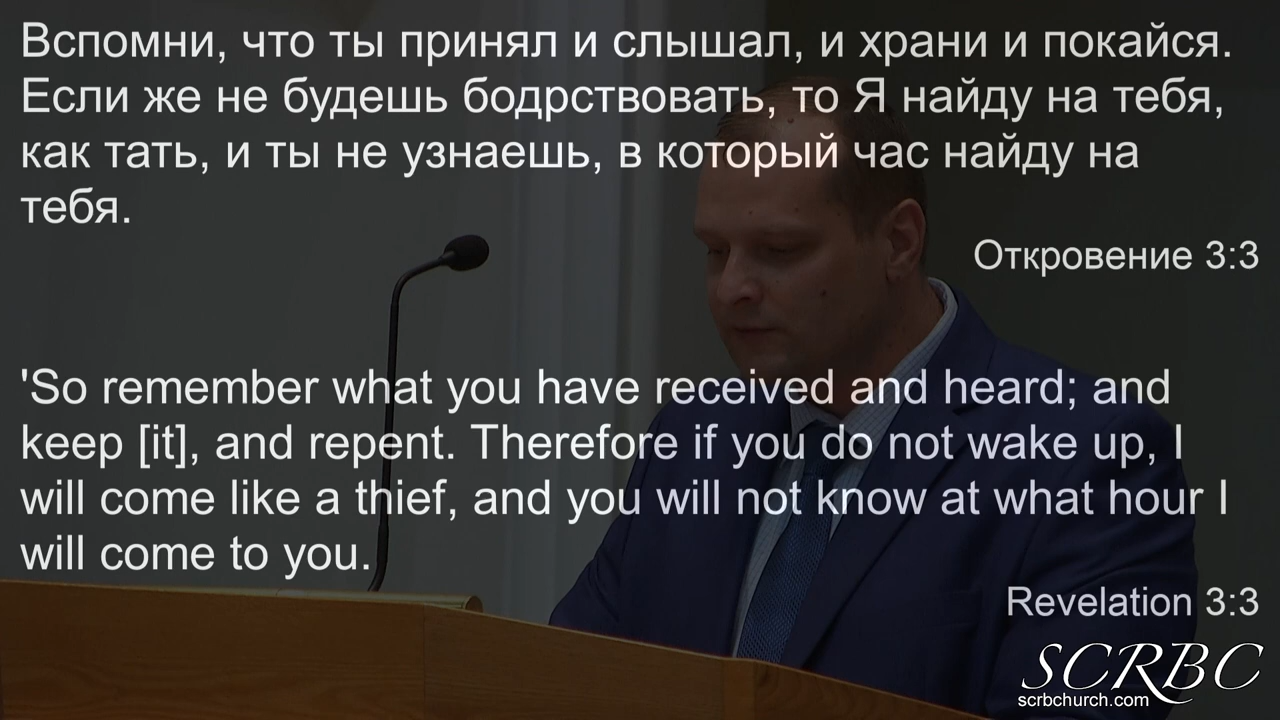 Вспомни, что ты принял и слышал, и храни и покайся.
Если же не будешь бодрствовать, то Я найду на тебя,
как тать, и ты не узнаешь, в который час найду на
тебя.
Откровение 3:3
'So remember what you have received and heard; and
keep [it], and repent. Therefore if you do not wake up, I
will come like a thief, and you will not know at what hour I
will come to you.
Revelation 3:3
SCRBC
scrbchurch.com